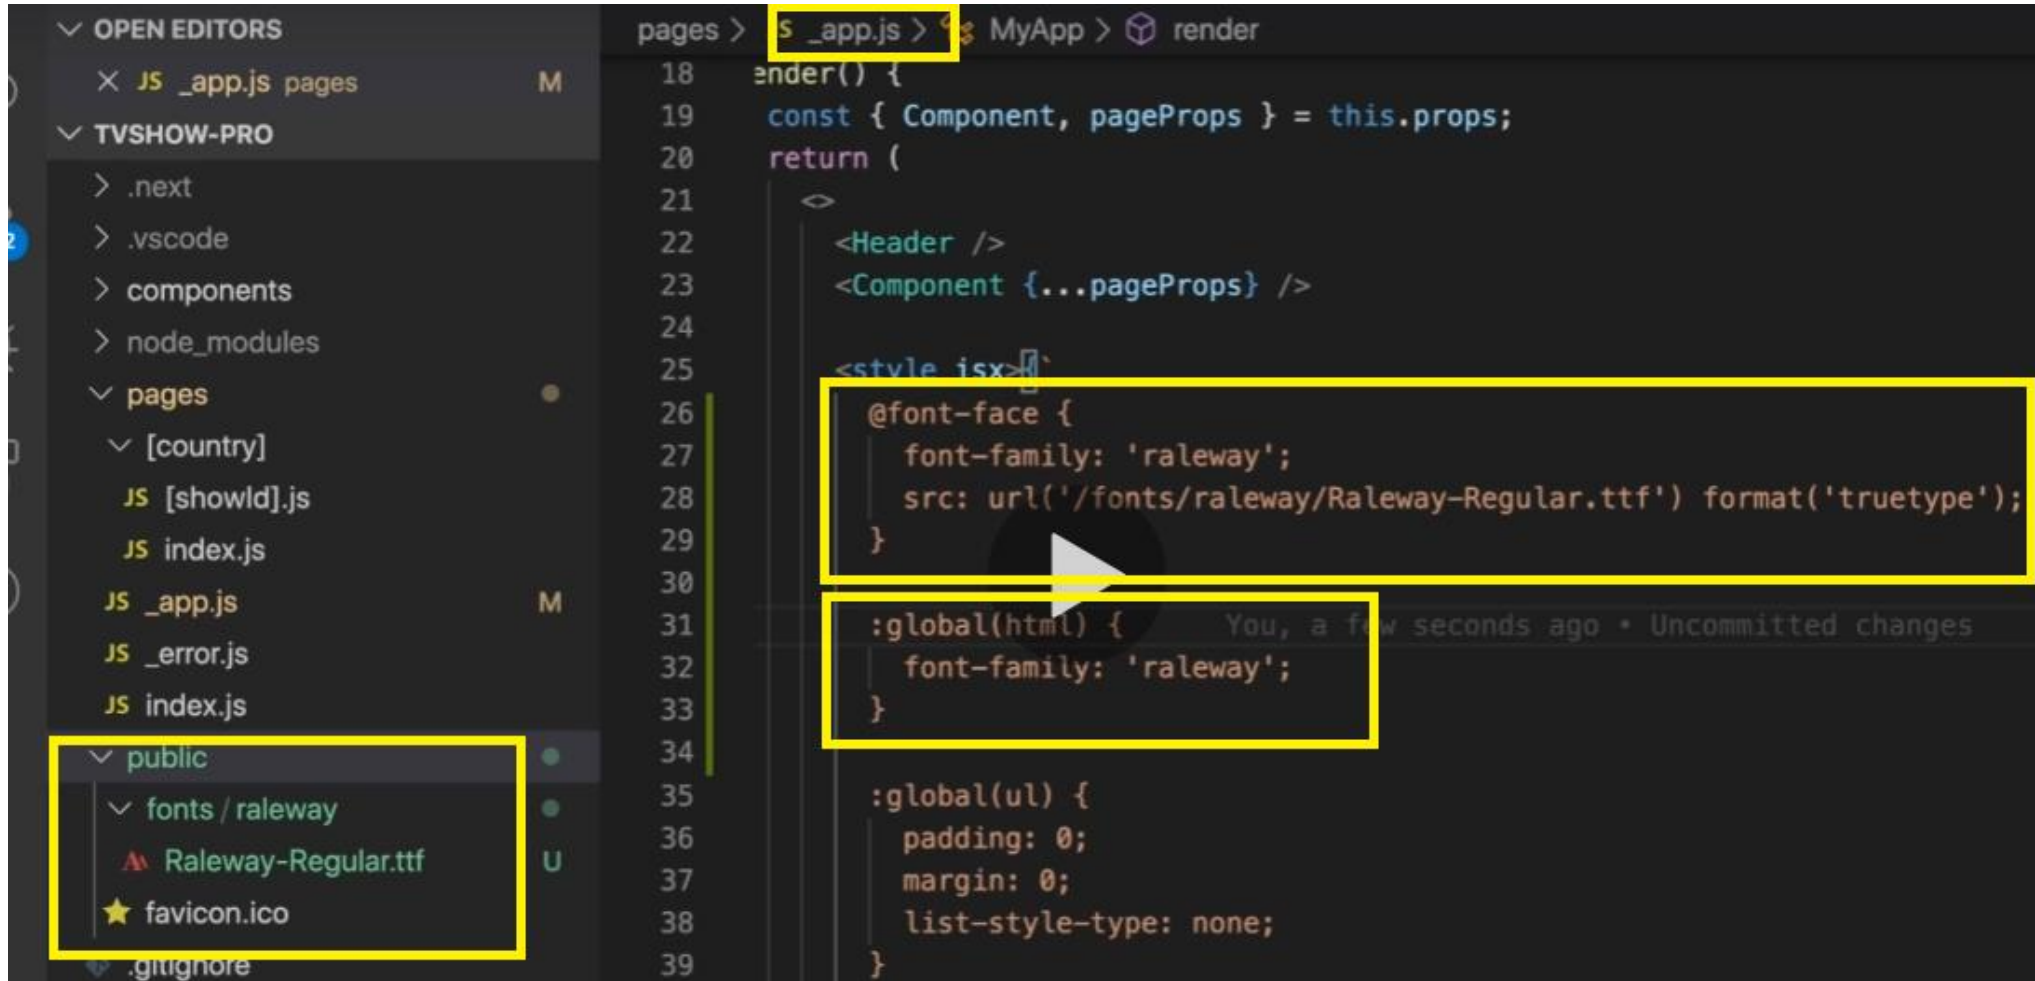 OPEN EDITORS
JS _app.js pages M
TVSHOW-PRO
.next
.vscode
components
node_modules
pages
[country]
JS [showId].js
JS index.js
JS _app.js M
JS _error.js
JS index.js
public
fonts / raleway
Raleway-Regular.ttf U
favicon.ico
.gitignore
2
pages > S _app.js > MyApp > render
18 ender() {
19 const { Component, pageProps } = this.props;
20 return (
21 <>
22 <Header />
23 <Component {...pageProps} />
24
25 <style jsx>{`
26 @font-face {
27 font-family: 'raleway';
28 src: url('/fonts/raleway/Raleway-Regular.ttf') format('truetype');
29 }
30
31 :global(html) { You, a few seconds ago • Uncommitted changes
32 font-family: 'raleway';
33 }
34
35 :global(ul) {
36 padding: 0;
37 margin: 0;
38 list-style-type: none;
39 }